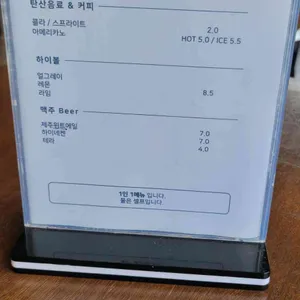 탄산음료 & 커피
콜라 / 스프라이트 2.0
아메리카노 HOT 5.0 / ICE 5.5
하이볼
얼그레이
레몬
라임 8.5
맥주 Beer
제주펌트에일 7.0
하이네켄 7.0
테라 4.0
1인 1메뉴 입니다.
물은 셀프입니다